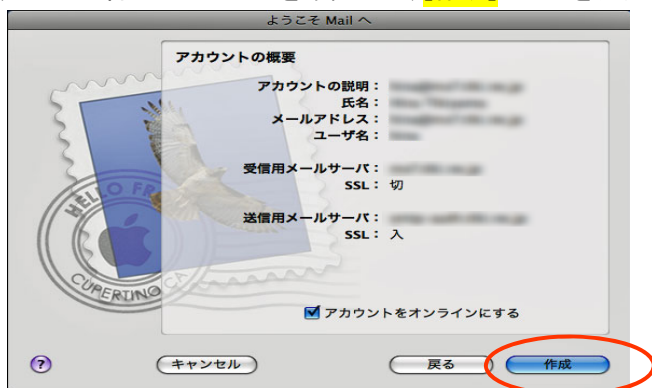 ようこそ Mail へ
アカウントの概要
アカウントの説明：
氏名：
メールアドレス：
ユーザ名：
受信用メールサーバ：
SSL： 切
送信用メールサーバ：
SSL： 入
アカウントをオンラインにする
HELLO FR
CUPERTINO CA
? キャンセル 戻る 作成